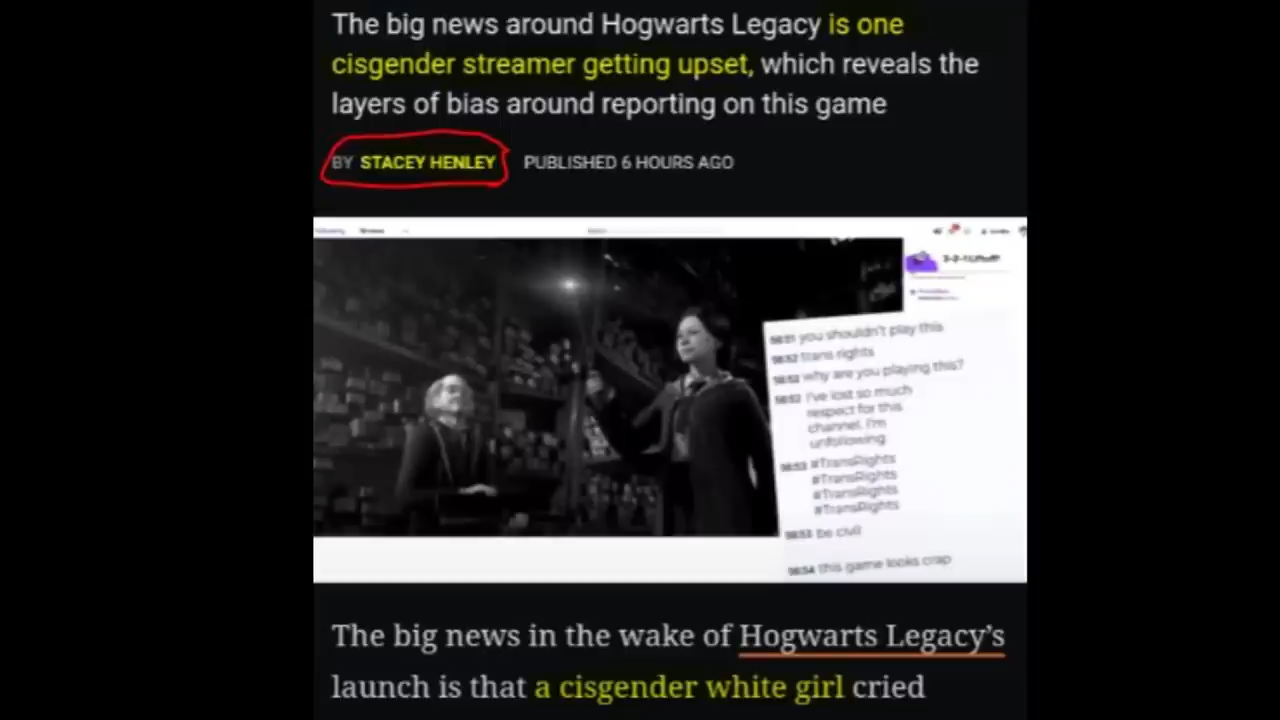 The big news around Hogwarts Legacy is one
cisgender streamer getting upset, which reveals the
layers of bias around reporting on this game
BY STACEY HENLEY PUBLISHED 6 HOURS AGO
you shouldn't play this
trans rights
why are you playing this?
I've lost so much
respect for this
channel. I'm
unfollowing
#TransRights
#TransRights
#TransRights
#TransRights
be civil
this game looks crap
The big news in the wake of Hogwarts Legacy's
launch is that a cisgender white girl cried